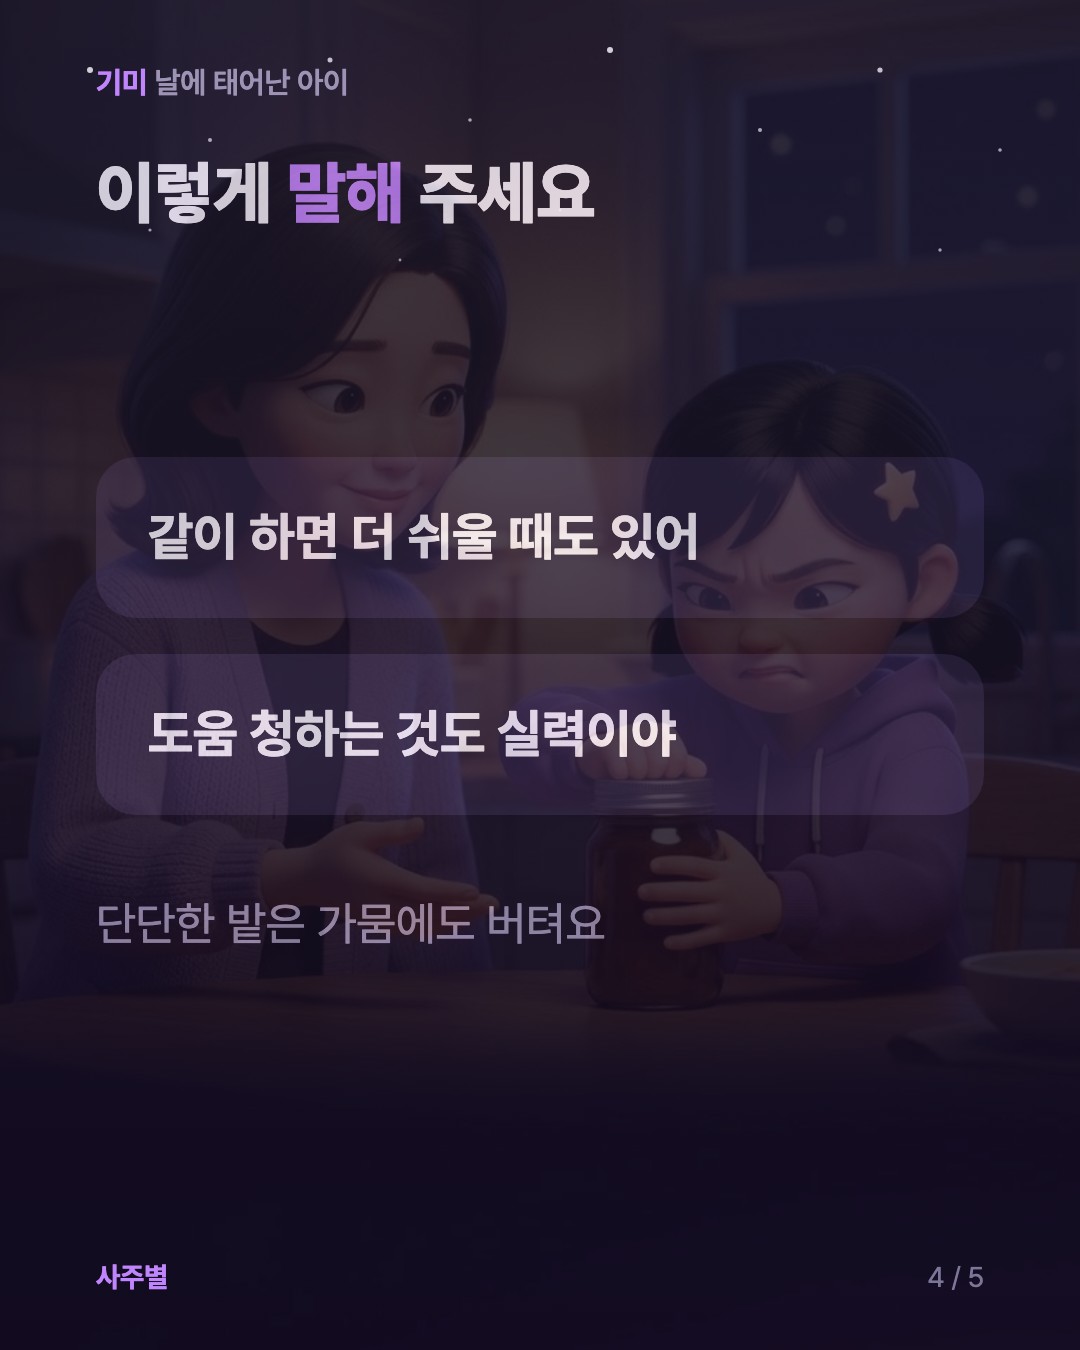 기미 날에 태어난 아이
이렇게 말해 주세요
같이 하면 더 쉬울 때도 있어
도움 청하는 것도 실력이야
단단한 밭은 가뭄에도 버텨요
사주별
4 / 5